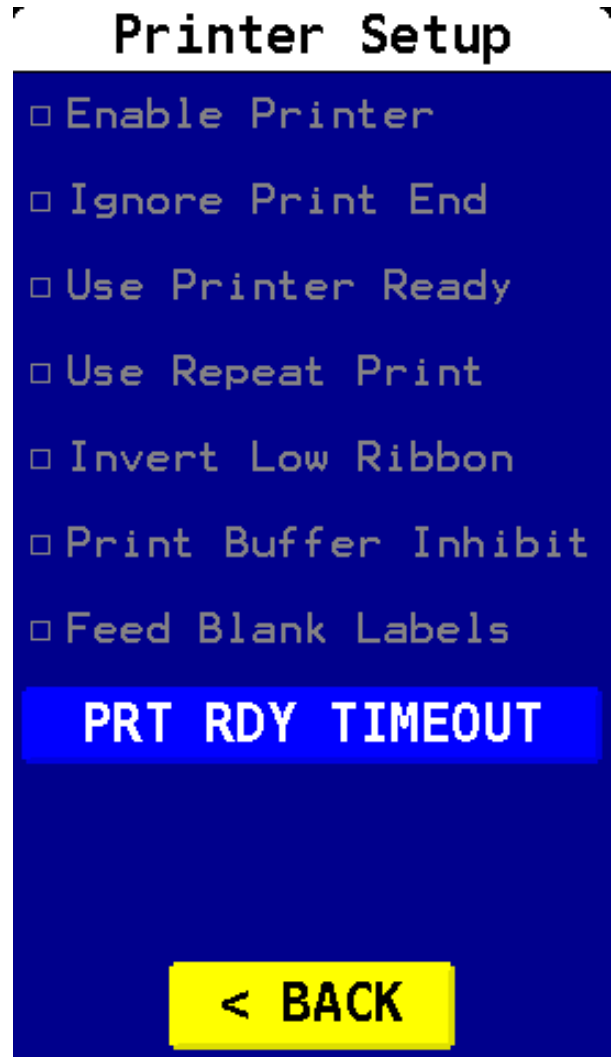 Printer Setup
Enable Printer
Ignore Print End
Use Printer Ready
Use Repeat Print
Invert Low Ribbon
Print Buffer Inhibit
Feed Blank Labels
PRT RDY TIMEOUT
< BACK